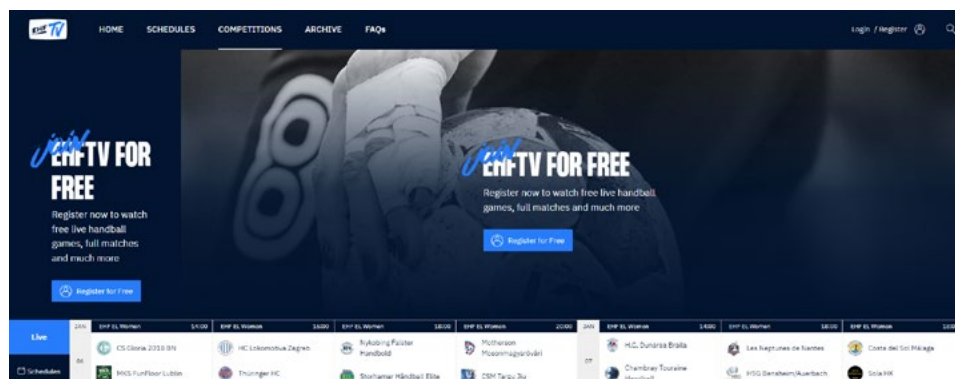 EHF TV HOME SCHEDULES COMPETITIONS ARCHIVE FAQs Login / Register
join
EHFTV FOR
FREE
Register now to watch
free live handball
games, full matches
and much more
Register for Free
join
EHFTV FOR FREE
Register now to watch free live handball
games, full matches and much more
Register for Free
Live
Schedules
JAN
06
EHF EL Women 14:00
CS Gloria 2018 BN
MKS FunFloor Lublin
EHF EL Women 16:00
HC Lokomotiva Zagreb
Thüringer HC
EHF EL Women 18:00
Nykøbing Falster
Handbold
Storhamar Håndball Elite
EHF EL Women 20:00
Motherson
Mosonmagyaróvári
CSM Targu Jiu
JAN
07
EHF EL Women 14:00
H.C. Dunarea Braila
Chambray Touraine
Handball
EHF EL Women
Les Neptunes de Nantes
HSG Bensheim/Auerbach
EHF EL Women
Costa del Sol Málaga
Sola HK